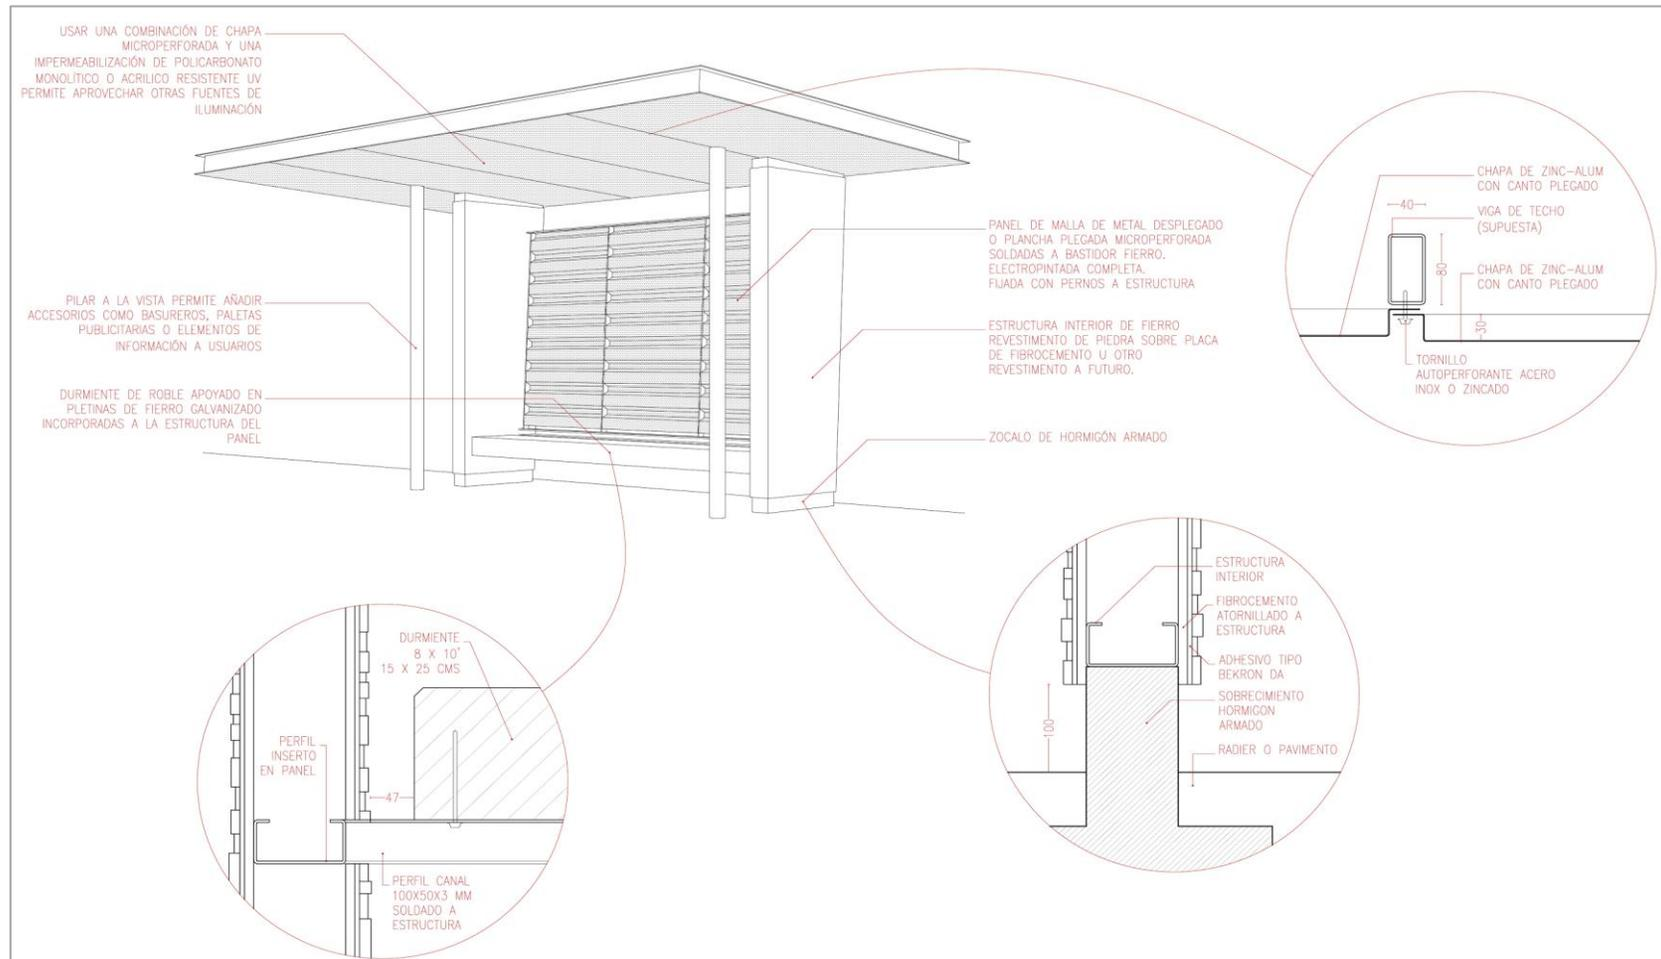 USAR UNA COMBINACIÓN DE CHAPA
MICROPERFORADA Y UNA
IMPERMEABILIZACIÓN DE POLICARBONATO
MONOLÍTICO O ACRILICO RESISTENTE UV
PERMITE APROVECHAR OTRAS FUENTES DE
ILUMINACIÓN
PILAR A LA VISTA PERMITE AÑADIR
ACCESORIOS COMO BASUREROS, PALETAS
PUBLICITARIAS O ELEMENTOS DE
INFORMACIÓN A USUARIOS
DURMIENTE DE ROBLE APOYADO EN
PLETINAS DE FIERRO GALVANIZADO
INCORPORADAS A LA ESTRUCTURA DEL
PANEL
PANEL DE MALLA DE METAL DESPLEGADO
O PLANCHA PLEGADA MICROPERFORADA
SOLDADAS A BASTIDOR FIERRO.
ELECTROPINTADA COMPLETA.
FIJADA CON PERNOS A ESTRUCTURA
ESTRUCTURA INTERIOR DE FIERRO
REVESTIMENTO DE PIEDRA SOBRE PLACA
DE FIBROCEMENTO U OTRO
REVESTIMENTO A FUTURO.
ZOCALO DE HORMIGÓN ARMADO
CHAPA DE ZINC-ALUM
CON CANTO PLEGADO
40
VIGA DE TECHO
(SUPUESTA)
80
CHAPA DE ZINC-ALUM
CON CANTO PLEGADO
30
TORNILLO
AUTOPERFORANTE ACERO
INOX O ZINCADO
DURMIENTE
8 X 10"
15 X 25 CMS
PERFIL
INSERTO
EN PANEL
47
PERFIL CANAL
100X50X3 MM
SOLDADO A
ESTRUCTURA
ESTRUCTURA
INTERIOR
FIBROCEMENTO
ATORNILLADO A
ESTRUCTURA
ADHESIVO TIPO
BEKRON DA
SOBRECIMIENTO
HORMIGON
ARMADO
100
RADIER O PAVIMENTO